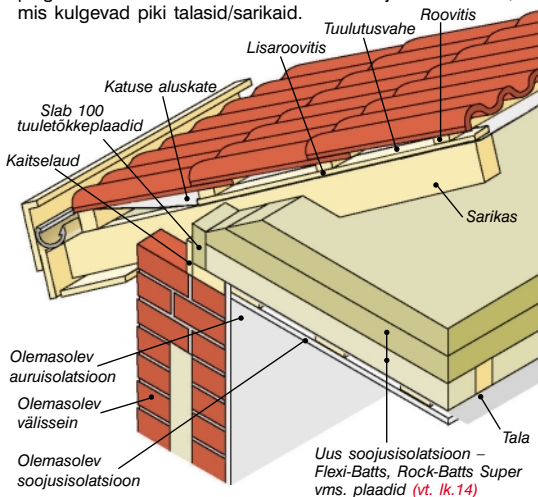 mis kulgevad piki talasid/sarikaid.
Roovitis
Tuulutusvahe
Lisaroovitis
Katuse aluskate
Slab 100
tuuletõkkeplaadid
Kaitselaud
Sarikas
Olemasolev
auruisolatsioon
Olemasolev
välissein
Olemasolev
soojusisolatsioon
Tala
Uus soojusisolatsioon –
Flexi-Batts, Rock-Batts Super
vms. plaadid (vt. lk.14)